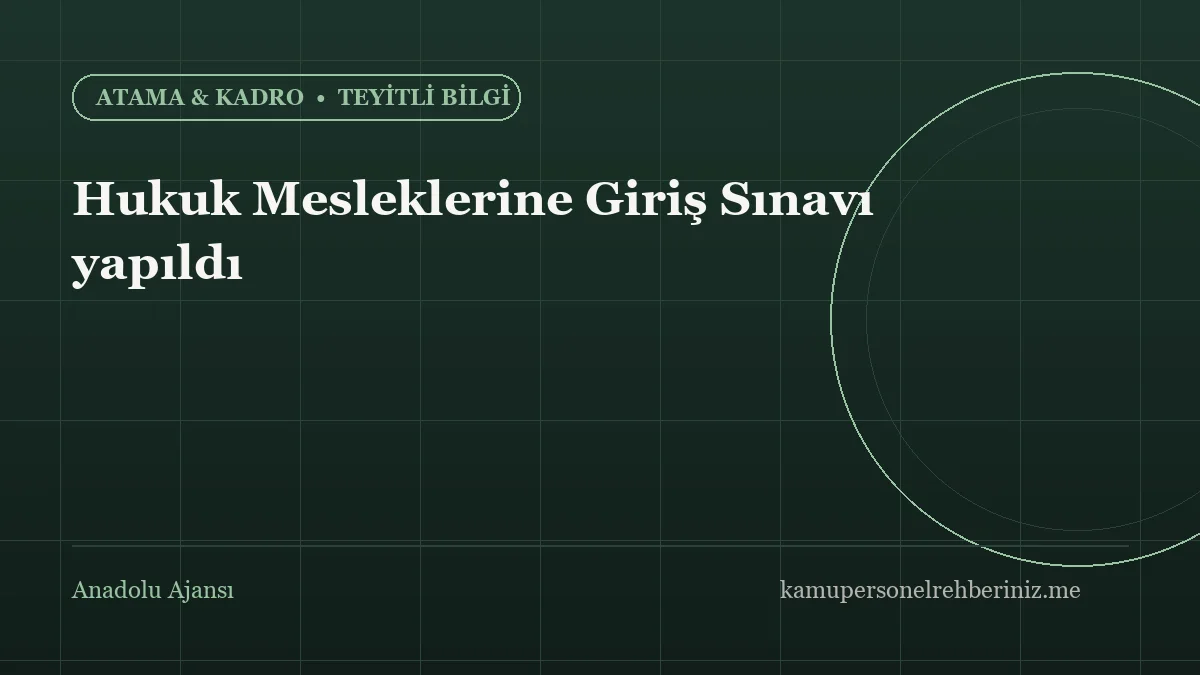 ATAMA & KADRO • TEYİTLİ BİLGİ
Hukuk Mesleklerine Giriş Sınavı
yapıldı
Anadolu Ajansı
kamupersonelrehberiniz.me